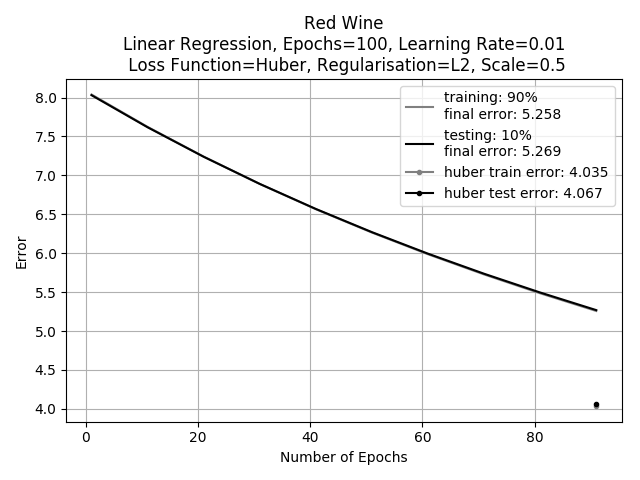 Red Wine
Linear Regression, Epochs=100, Learning Rate=0.01
Loss Function=Huber, Regularisation=L2, Scale=0.5
training: 90%
final error: 5.258
testing: 10%
final error: 5.269
huber train error: 4.035
huber test error: 4.067
Error
8.0
7.5
7.0
6.5
6.0
5.5
5.0
4.5
4.0
0 20 40 60 80
Number of Epochs